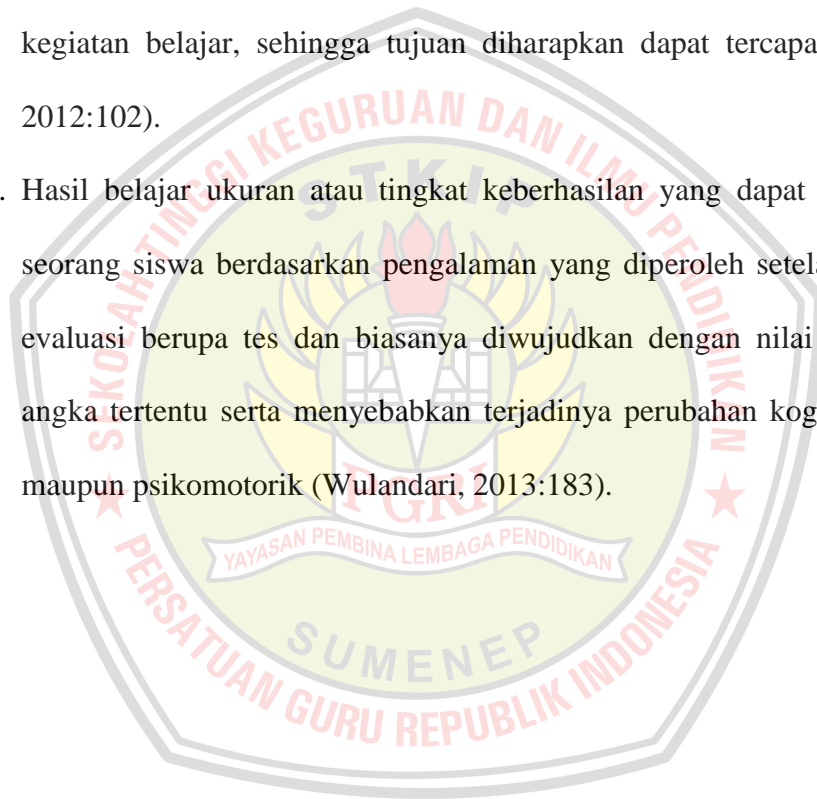 kegiatan belajar, sehingga tujuan diharapkan dapat tercapa
2012:102).
. Hasil belajar ukuran atau tingkat keberhasilan yang dapat
seorang siswa berdasarkan pengalaman yang diperoleh setel
evaluasi berupa tes dan biasanya diwujudkan dengan nilai
angka tertentu serta menyebabkan terjadinya perubahan kog
maupun psikomotorik (Wulandari, 2013:183).
SEKOLAH TINGGI KEGURUAN DAN ILMU PENDIDIKAN
STKIP
PGRI
YAYASAN PEMBINA LEMBAGA PENDIDIKAN
SUMENEP
PERSATUAN GURU REPUBLIK INDONESIA